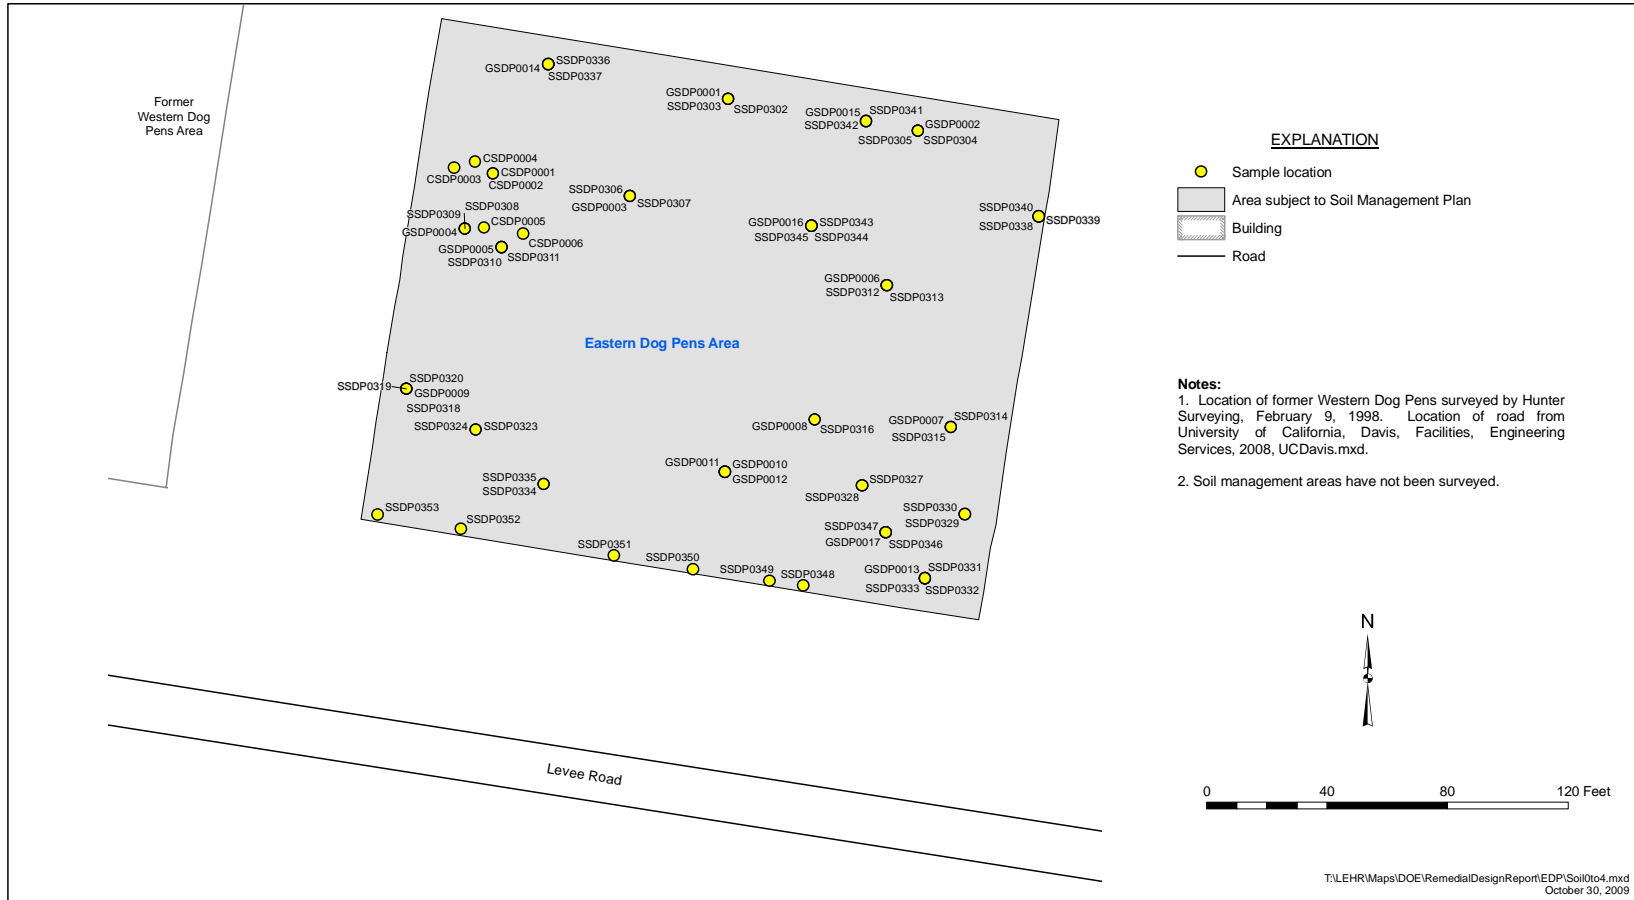 Former
Western Dog
Pens Area
GSDP0014
SSDP0336
SSDP0337
GSDP0001
SSDP0303
SSDP0302
GSDP0015
SSDP0341
SSDP0342
GSDP0002
SSDP0305
SSDP0304
CSDP0004
CSDP0003
CSDP0001
CSDP0002
SSDP0306
GSDP0003
SSDP0307
SSDP0308
SSDP0309
GSDP0004
CSDP0005
GSDP0005
SSDP0310
CSDP0006
SSDP0311
GSDP0016
SSDP0343
SSDP0345
SSDP0344
SSDP0340
SSDP0338
SSDP0339
GSDP0006
SSDP0312
SSDP0313
Eastern Dog Pens Area
SSDP0319
SSDP0320
GSDP0009
SSDP0318
SSDP0324
SSDP0323
GSDP0008
SSDP0316
GSDP0007
SSDP0314
SSDP0315
GSDP0011
GSDP0010
GSDP0012
SSDP0335
SSDP0334
SSDP0327
SSDP0328
SSDP0330
SSDP0329
SSDP0353
SSDP0352
SSDP0347
GSDP0017
SSDP0346
SSDP0351
SSDP0350
SSDP0349
SSDP0348
GSDP0013
SSDP0331
SSDP0333
SSDP0332
Levee Road
EXPLANATION
Sample location
Area subject to Soil Management Plan
Building
Road
Notes:
1. Location of former Western Dog Pens surveyed by Hunter
Surveying, February 9, 1998. Location of road from
University of California, Davis, Facilities, Engineering
Services, 2008, UCDavis.mxd.
2. Soil management areas have not been surveyed.
N
0 40 80 120 Feet
T:\LEHR\Maps\DOE\RemedialDesignReport\EDP\Soil0to4.mxd
October 30, 2009